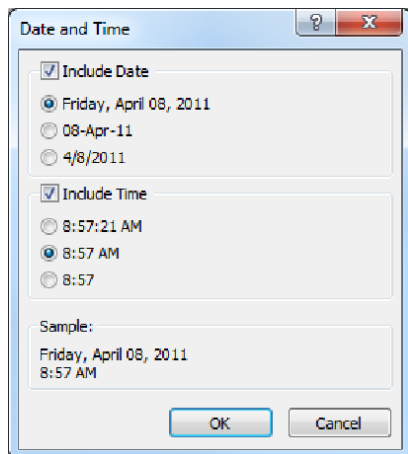 Date and Time
Include Date
Friday, April 08, 2011
08-Apr-11
4/8/2011
Include Time
8:57:21 AM
8:57 AM
8:57
Sample:
Friday, April 08, 2011
8:57 AM
OK Cancel